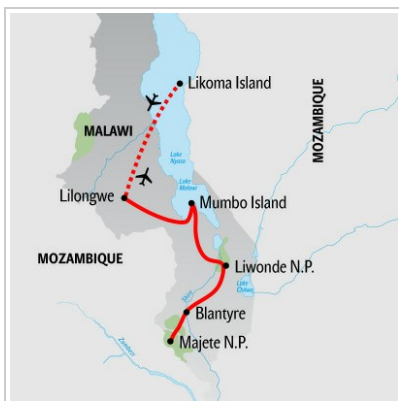 Likoma Island
MALAWI
MOZAMBIQUE
Lake
Nyasa
Lake
Malawi
Lilongwe
Mumbo Island
MOZAMBIQUE
Liwonde N.P.
Lake
Chilwa
Shire
Blantyre
Majete N.P.
Zambezi